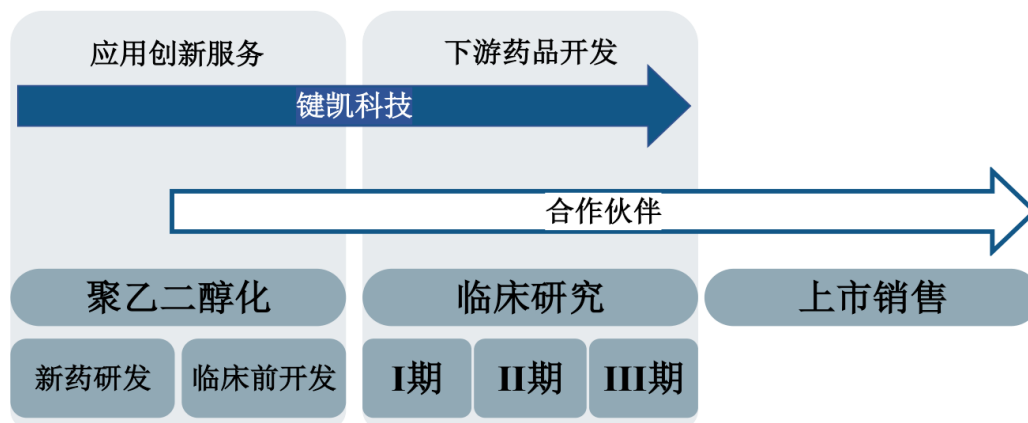 应用创新服务
下游药品开发
键凯科技
合作伙伴
聚乙二醇化
临床研究
上市销售
新药研发
临床前开发
I期
II期
III期